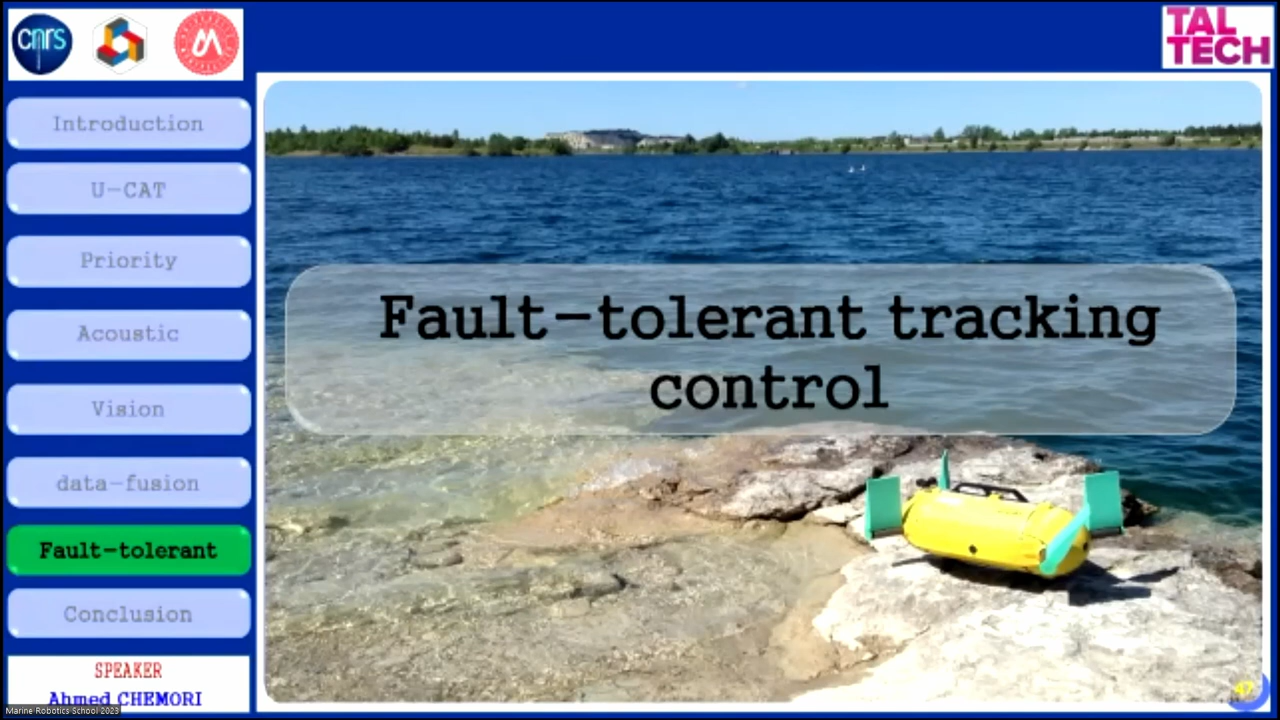 cnrs
TAL
TECH
Introduction
U-CAT
Priority
Acoustic
Vision
data-fusion
Fault-tolerant
Conclusion
SPEAKER
Ahmed CHEMORI
Marine Robotics School 2023
Fault-tolerant tracking
control
47